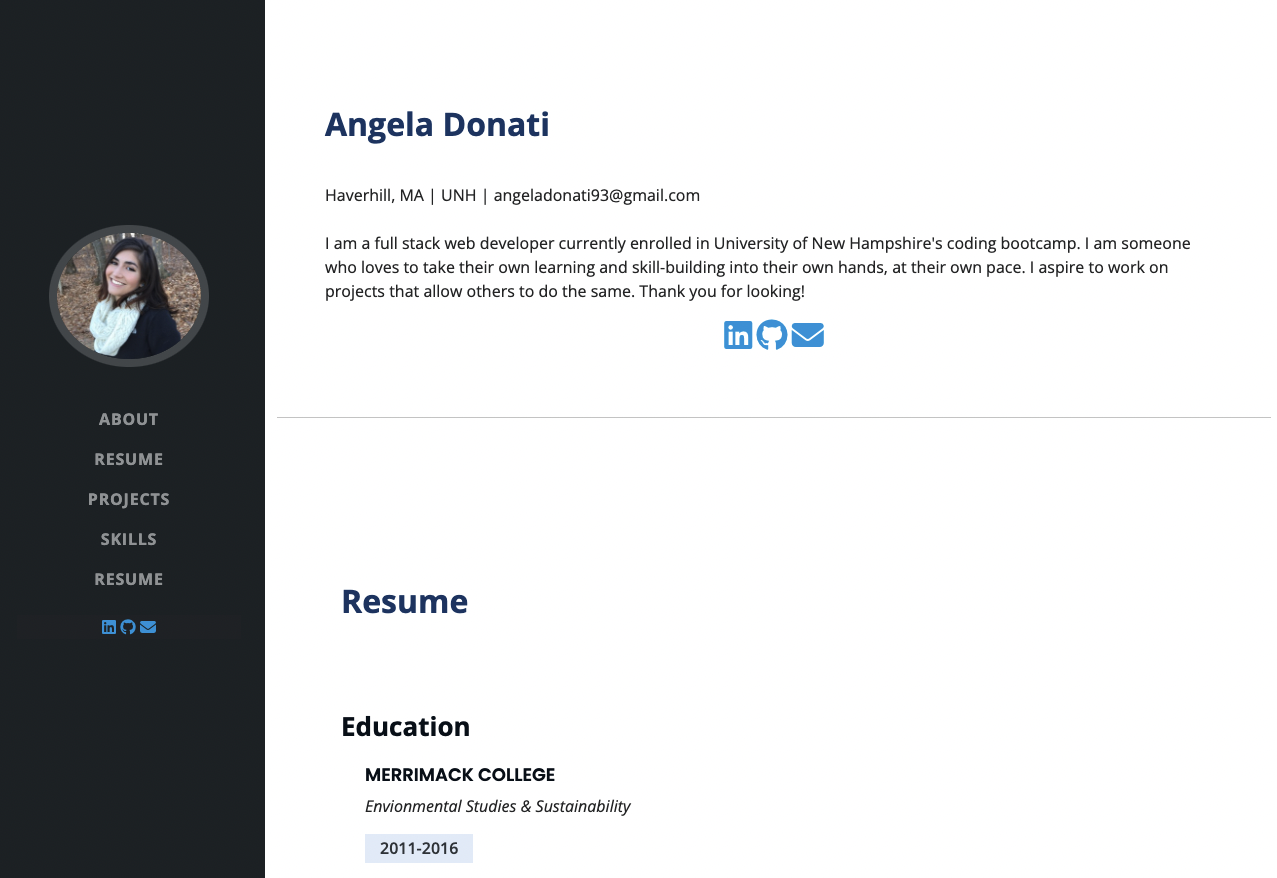 ABOUT
RESUME
PROJECTS
SKILLS
RESUME
Angela Donati
Haverhill, MA | UNH | angeladonati93@gmail.com
I am a full stack web developer currently enrolled in University of New Hampshire's coding bootcamp. I am someone
who loves to take their own learning and skill-building into their own hands, at their own pace. I aspire to work on
projects that allow others to do the same. Thank you for looking!
Resume
Education
MERRIMACK COLLEGE
Envionmental Studies & Sustainability
2011-2016